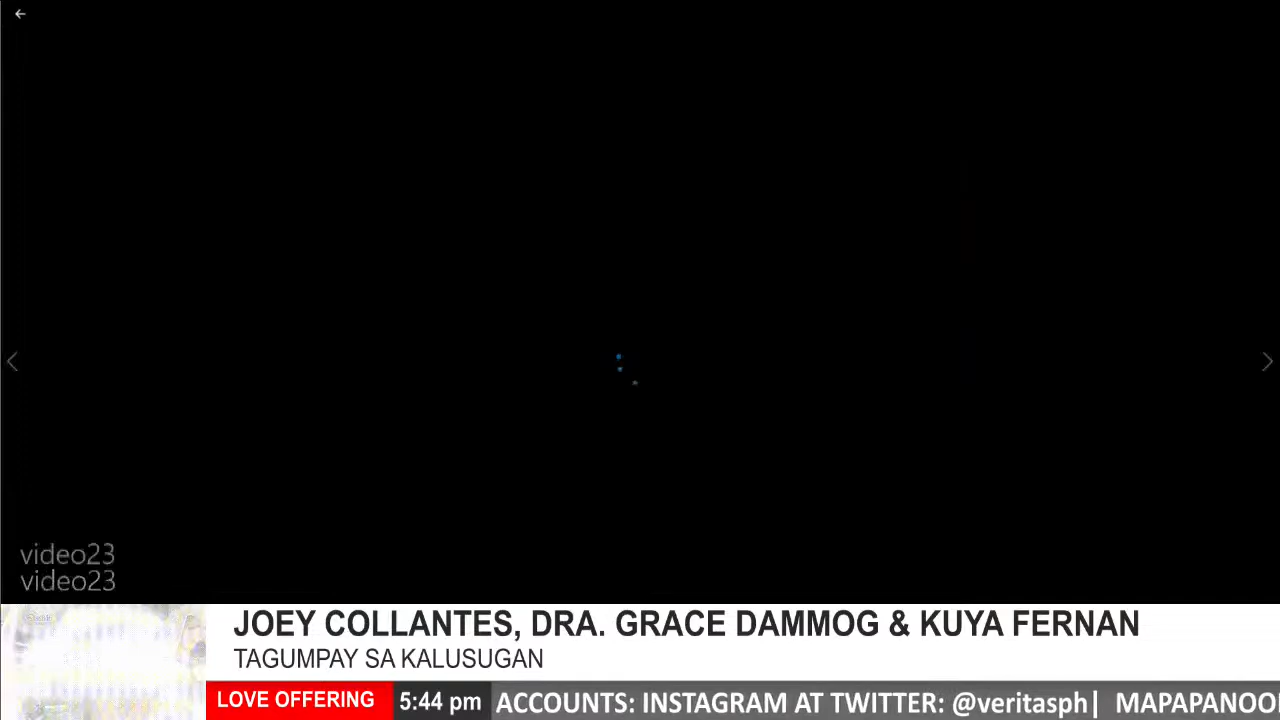 video23
video23
JOEY COLLANTES, DRA. GRACE DAMMOG & KUYA FERNAN
TAGUMPAY SA KALUSUGAN
LOVE OFFERING 5:44 pm ACCOUNTS: INSTAGRAM AT TWITTER: @veritasph| MAPAPANOO